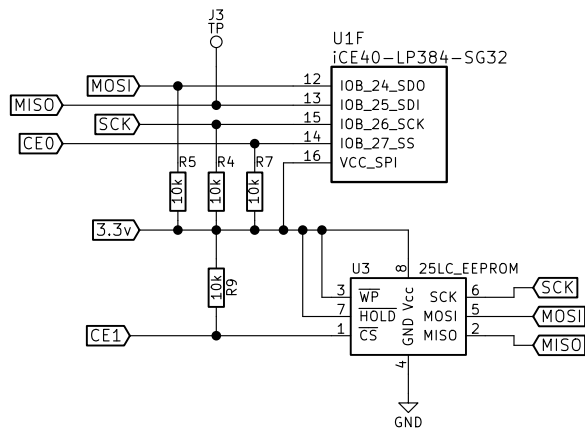 J3
TP
U1F
iCE40-LP384-SG32
MOSI
12
IOB_24_SDO
MISO
13
IOB_25_SDI
SCK
15
IOB_26_SCK
CE0
14
IOB_27_SS
16
VCC_SPI
R5
R4
R7
10k
10k
10k
3.3v
U3
8
25LC_EEPROM
10k
R9
3
WP
Vcc
SCK
6
SCK
7
HOLD
MOSI
5
MOSI
CE1
1
CS
GND
MISO
2
MISO
4
GND